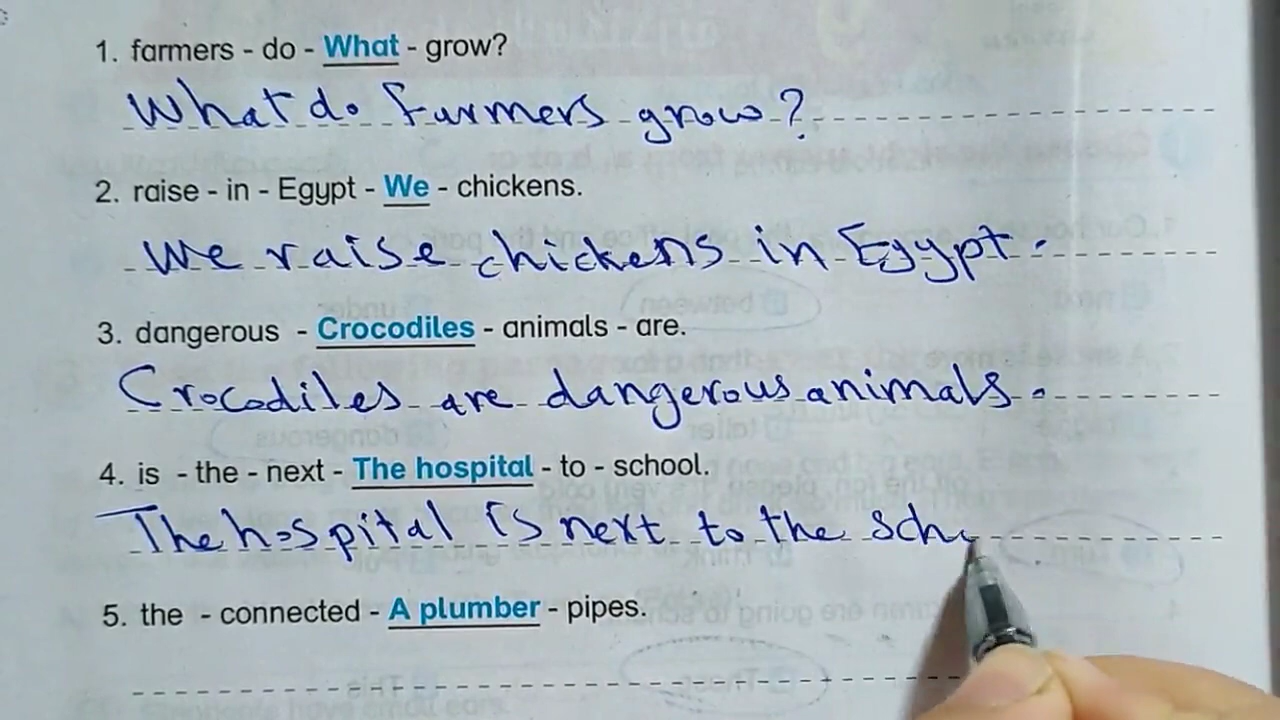 1. farmers - do - What - grow?
What do farmers grow?
2. raise - in - Egypt - We - chickens.
We raise chickens in Egypt.
3. dangerous - Crocodiles - animals - are.
Crocodiles are dangerous animals.
4. is - the - next - The hospital - to - school.
The hospital is next to the scho
5. the - connected - A plumber - pipes.